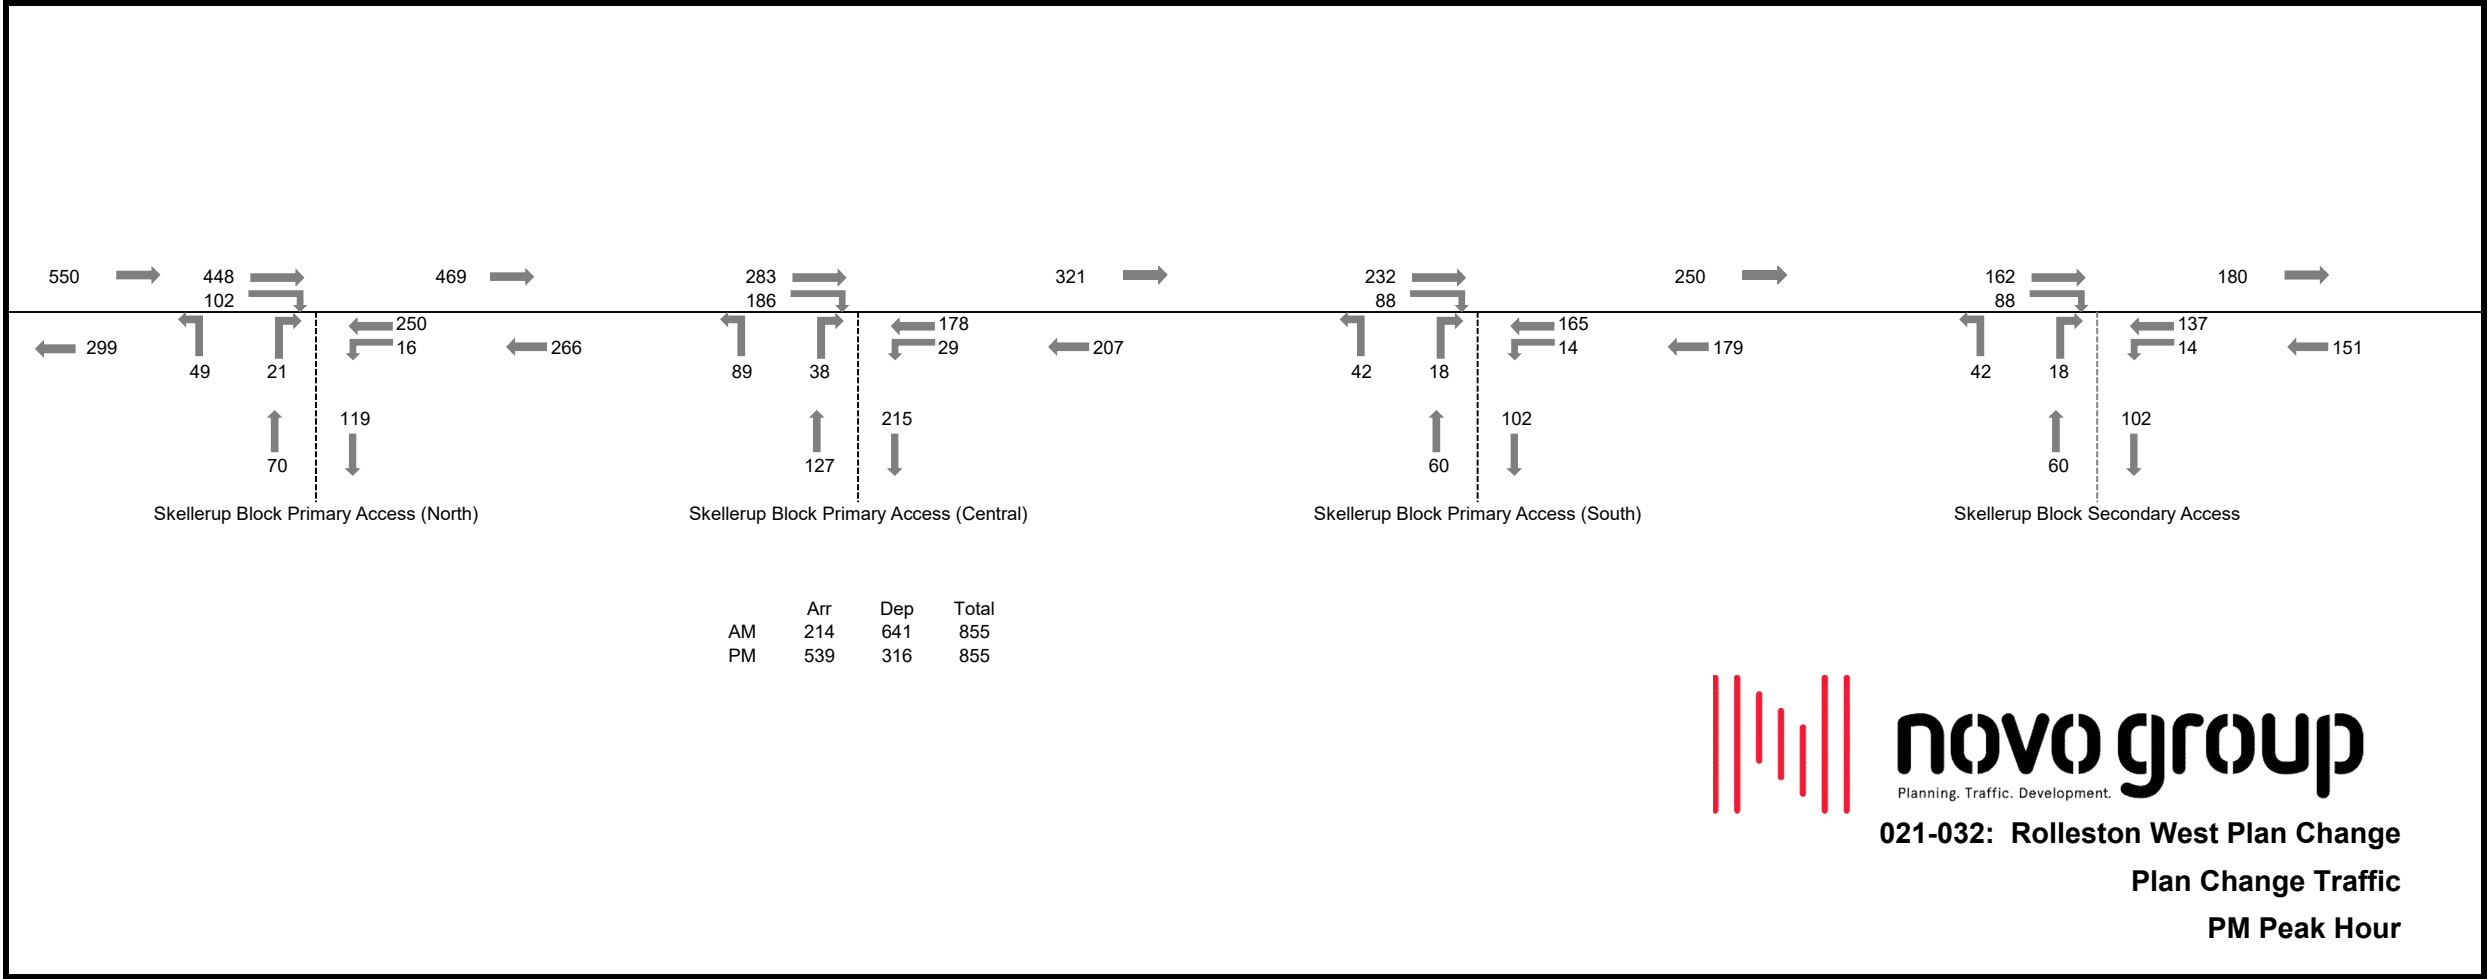 550 448 469 283 321 232 250 162 180
102 186 88 88
250 178 165 137
299 16 266 29 207 14 179 14 151
49 21 89 38 42 18 42 18
119 215 102 102
70 127 60 60
Skellerup Block Primary Access (North) Skellerup Block Primary Access (Central) Skellerup Block Primary Access (South) Skellerup Block Secondary Access
Arr Dep Total
AM 214 641 855
PM 539 316 855
novo group
Planning. Traffic. Development.
021-032: Rolleston West Plan Change
Plan Change Traffic
PM Peak Hour